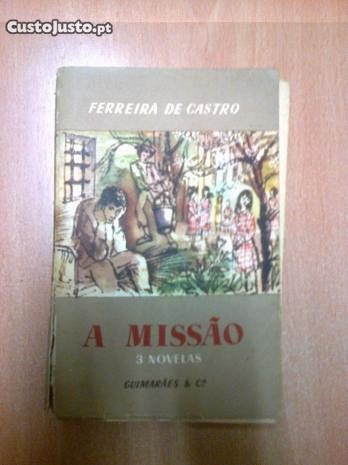 CustoJusto.pt
FERREIRA DE CASTRO
A MISSÃO
3 NOVELAS
GUIMARÃES & Cª